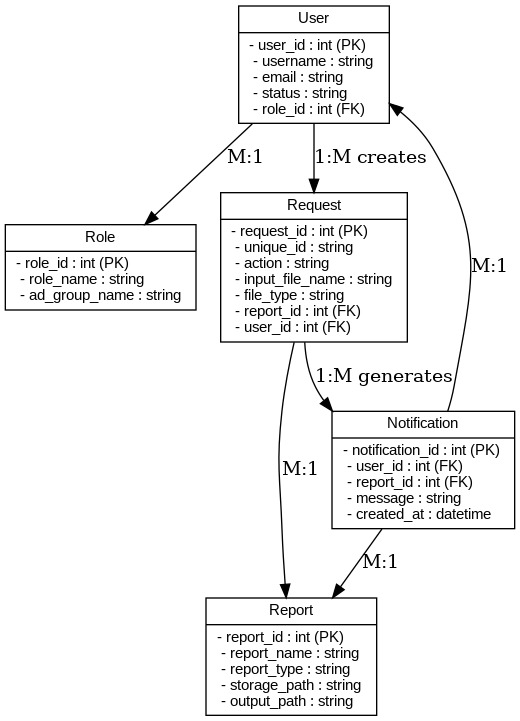 User
- user_id : int (PK)
- username : string
- email : string
- status : string
- role_id : int (FK)
M:1
1:M creates
Role
- role_id : int (PK)
- role_name : string
- ad_group_name : string
Request
- request_id : int (PK)
- unique_id : string
- action : string
- input_file_name : string
- file_type : string
- report_id : int (FK)
- user_id : int (FK)
M:1
1:M generates
Notification
- notification_id : int (PK)
- user_id : int (FK)
- report_id : int (FK)
- message : string
- created_at : datetime
M:1
M:1
Report
- report_id : int (PK)
- report_name : string
- report_type : string
- storage_path : string
- output_path : string